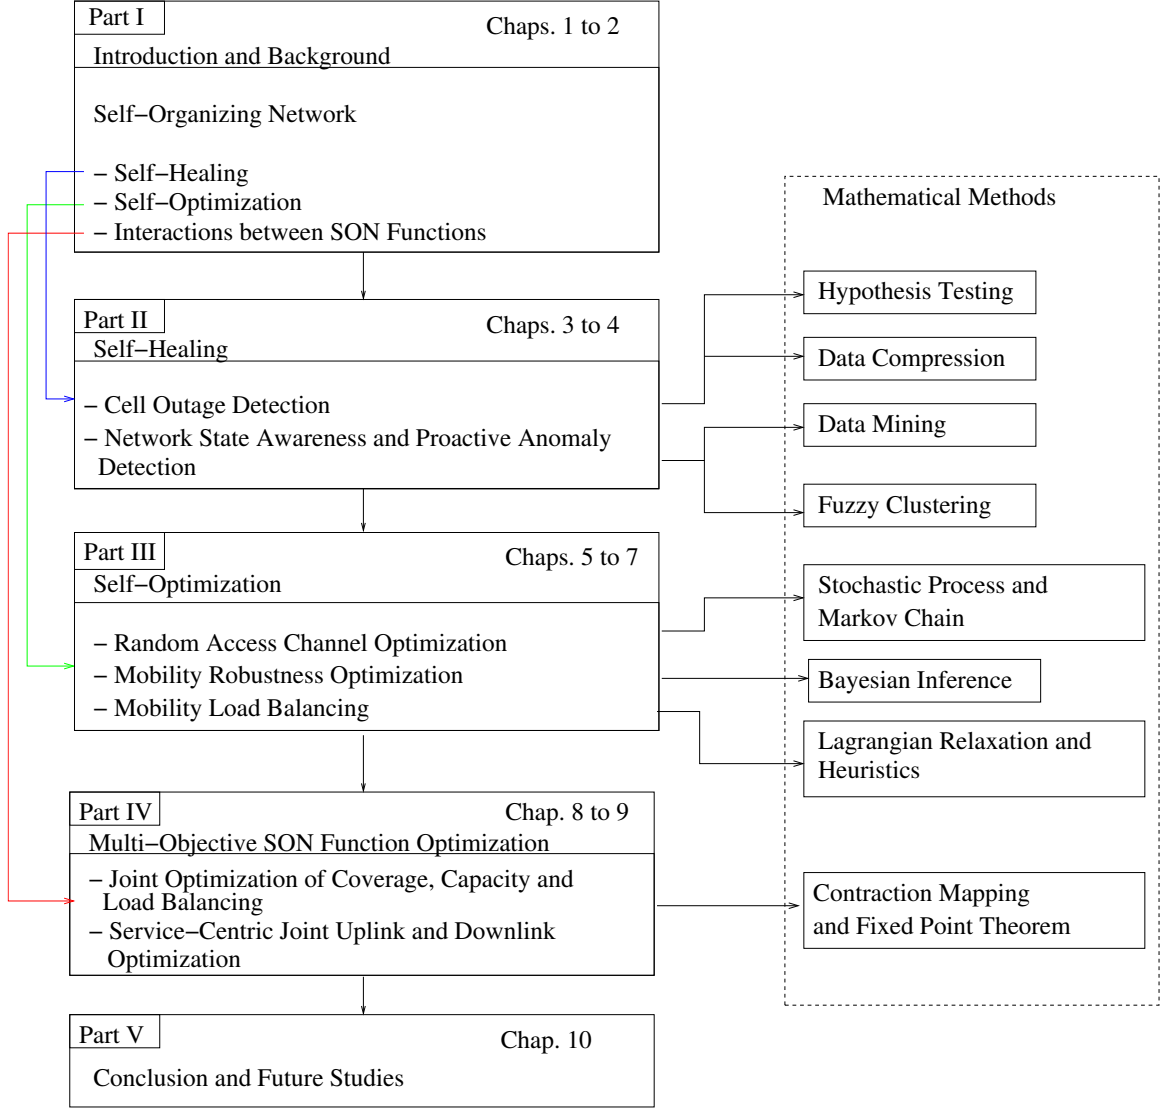 Part I
Chaps. 1 to 2
Introduction and Background
Self−Organizing Network
− Self−Healing
− Self−Optimization
− Interactions between SON Functions
Part II
Chaps. 3 to 4
Self−Healing
− Cell Outage Detection
− Network State Awareness and Proactive Anomaly
Detection
Part III
Chaps. 5 to 7
Self−Optimization
− Random Access Channel Optimization
− Mobility Robustness Optimization
− Mobility Load Balancing
Part IV
Chap. 8 to 9
Multi−Objective SON Function Optimization
− Joint Optimization of Coverage, Capacity and
Load Balancing
− Service−Centric Joint Uplink and Downlink
Optimization
Part V
Chap. 10
Conclusion and Future Studies
Mathematical Methods
Hypothesis Testing
Data Compression
Data Mining
Fuzzy Clustering
Stochastic Process and
Markov Chain
Bayesian Inference
Lagrangian Relaxation and
Heuristics
Contraction Mapping
and Fixed Point Theorem